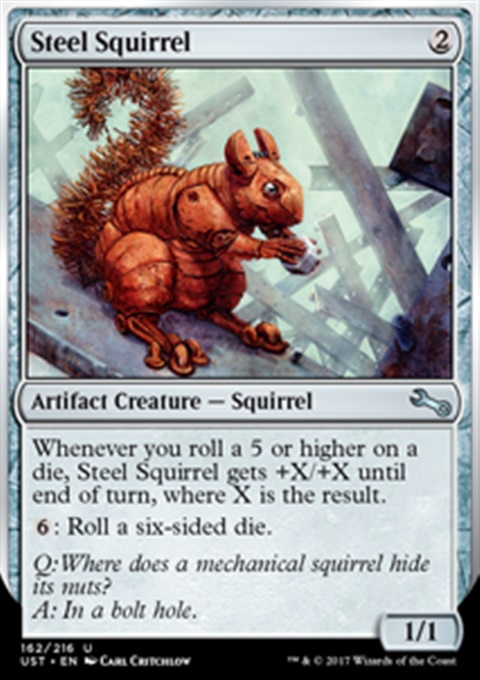 Steel Squirrel 2
Artifact Creature — Squirrel
Whenever you roll a 5 or higher on a
die, Steel Squirrel gets +X/+X until
end of turn, where X is the result.
6: Roll a six-sided die.
Q:Where does a mechanical squirrel hide
its nuts?
A: In a bolt hole.
1/1
162/216 U
UST • EN Carl Critchlow ™ & © 2017 Wizards of the Coast